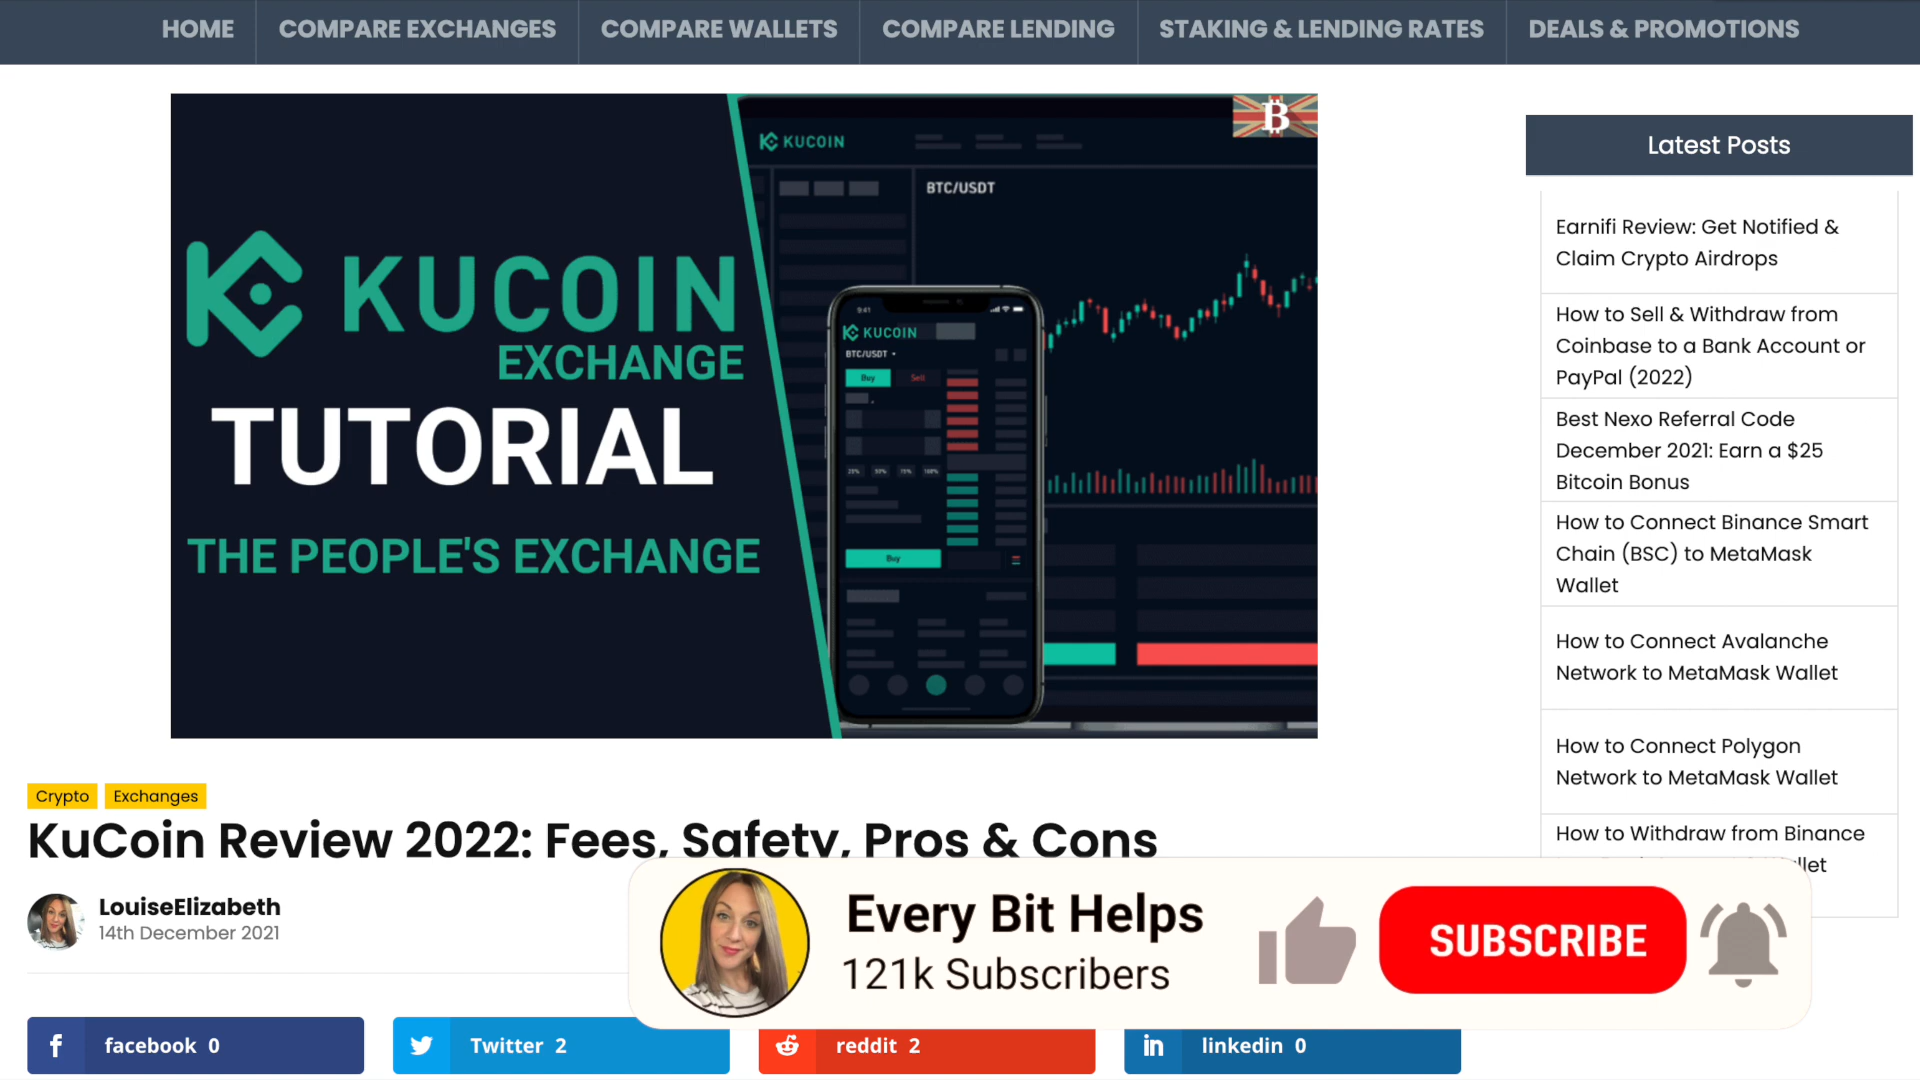 HOME
COMPARE EXCHANGES
COMPARE WALLETS
COMPARE LENDING
STAKING & LENDING RATES
DEALS & PROMOTIONS
B
KUCOIN
BTC/USDT
KUCOIN
EXCHANGE
TUTORIAL
THE PEOPLE'S EXCHANGE
9:41
KUCOIN
BTC/USDT
Buy
Sell
25%
50%
75%
100%
Buy
Latest Posts
Earnifi Review: Get Notified &
Claim Crypto Airdrops
How to Sell & Withdraw from
Coinbase to a Bank Account or
PayPal (2022)
Best Nexo Referral Code
December 2021: Earn a $25
Bitcoin Bonus
How to Connect Binance Smart
Chain (BSC) to MetaMask
Wallet
How to Connect Avalanche
Network to MetaMask Wallet
How to Connect Polygon
Network to MetaMask Wallet
How to Withdraw from Binance
Crypto
Exchanges
KuCoin Review 2022: Fees, Safety, Pros & Cons
LouiseElizabeth
14th December 2021
Every Bit Helps
121k Subscribers
SUBSCRIBE
facebook 0
Twitter 2
reddit 2
linkedin 0